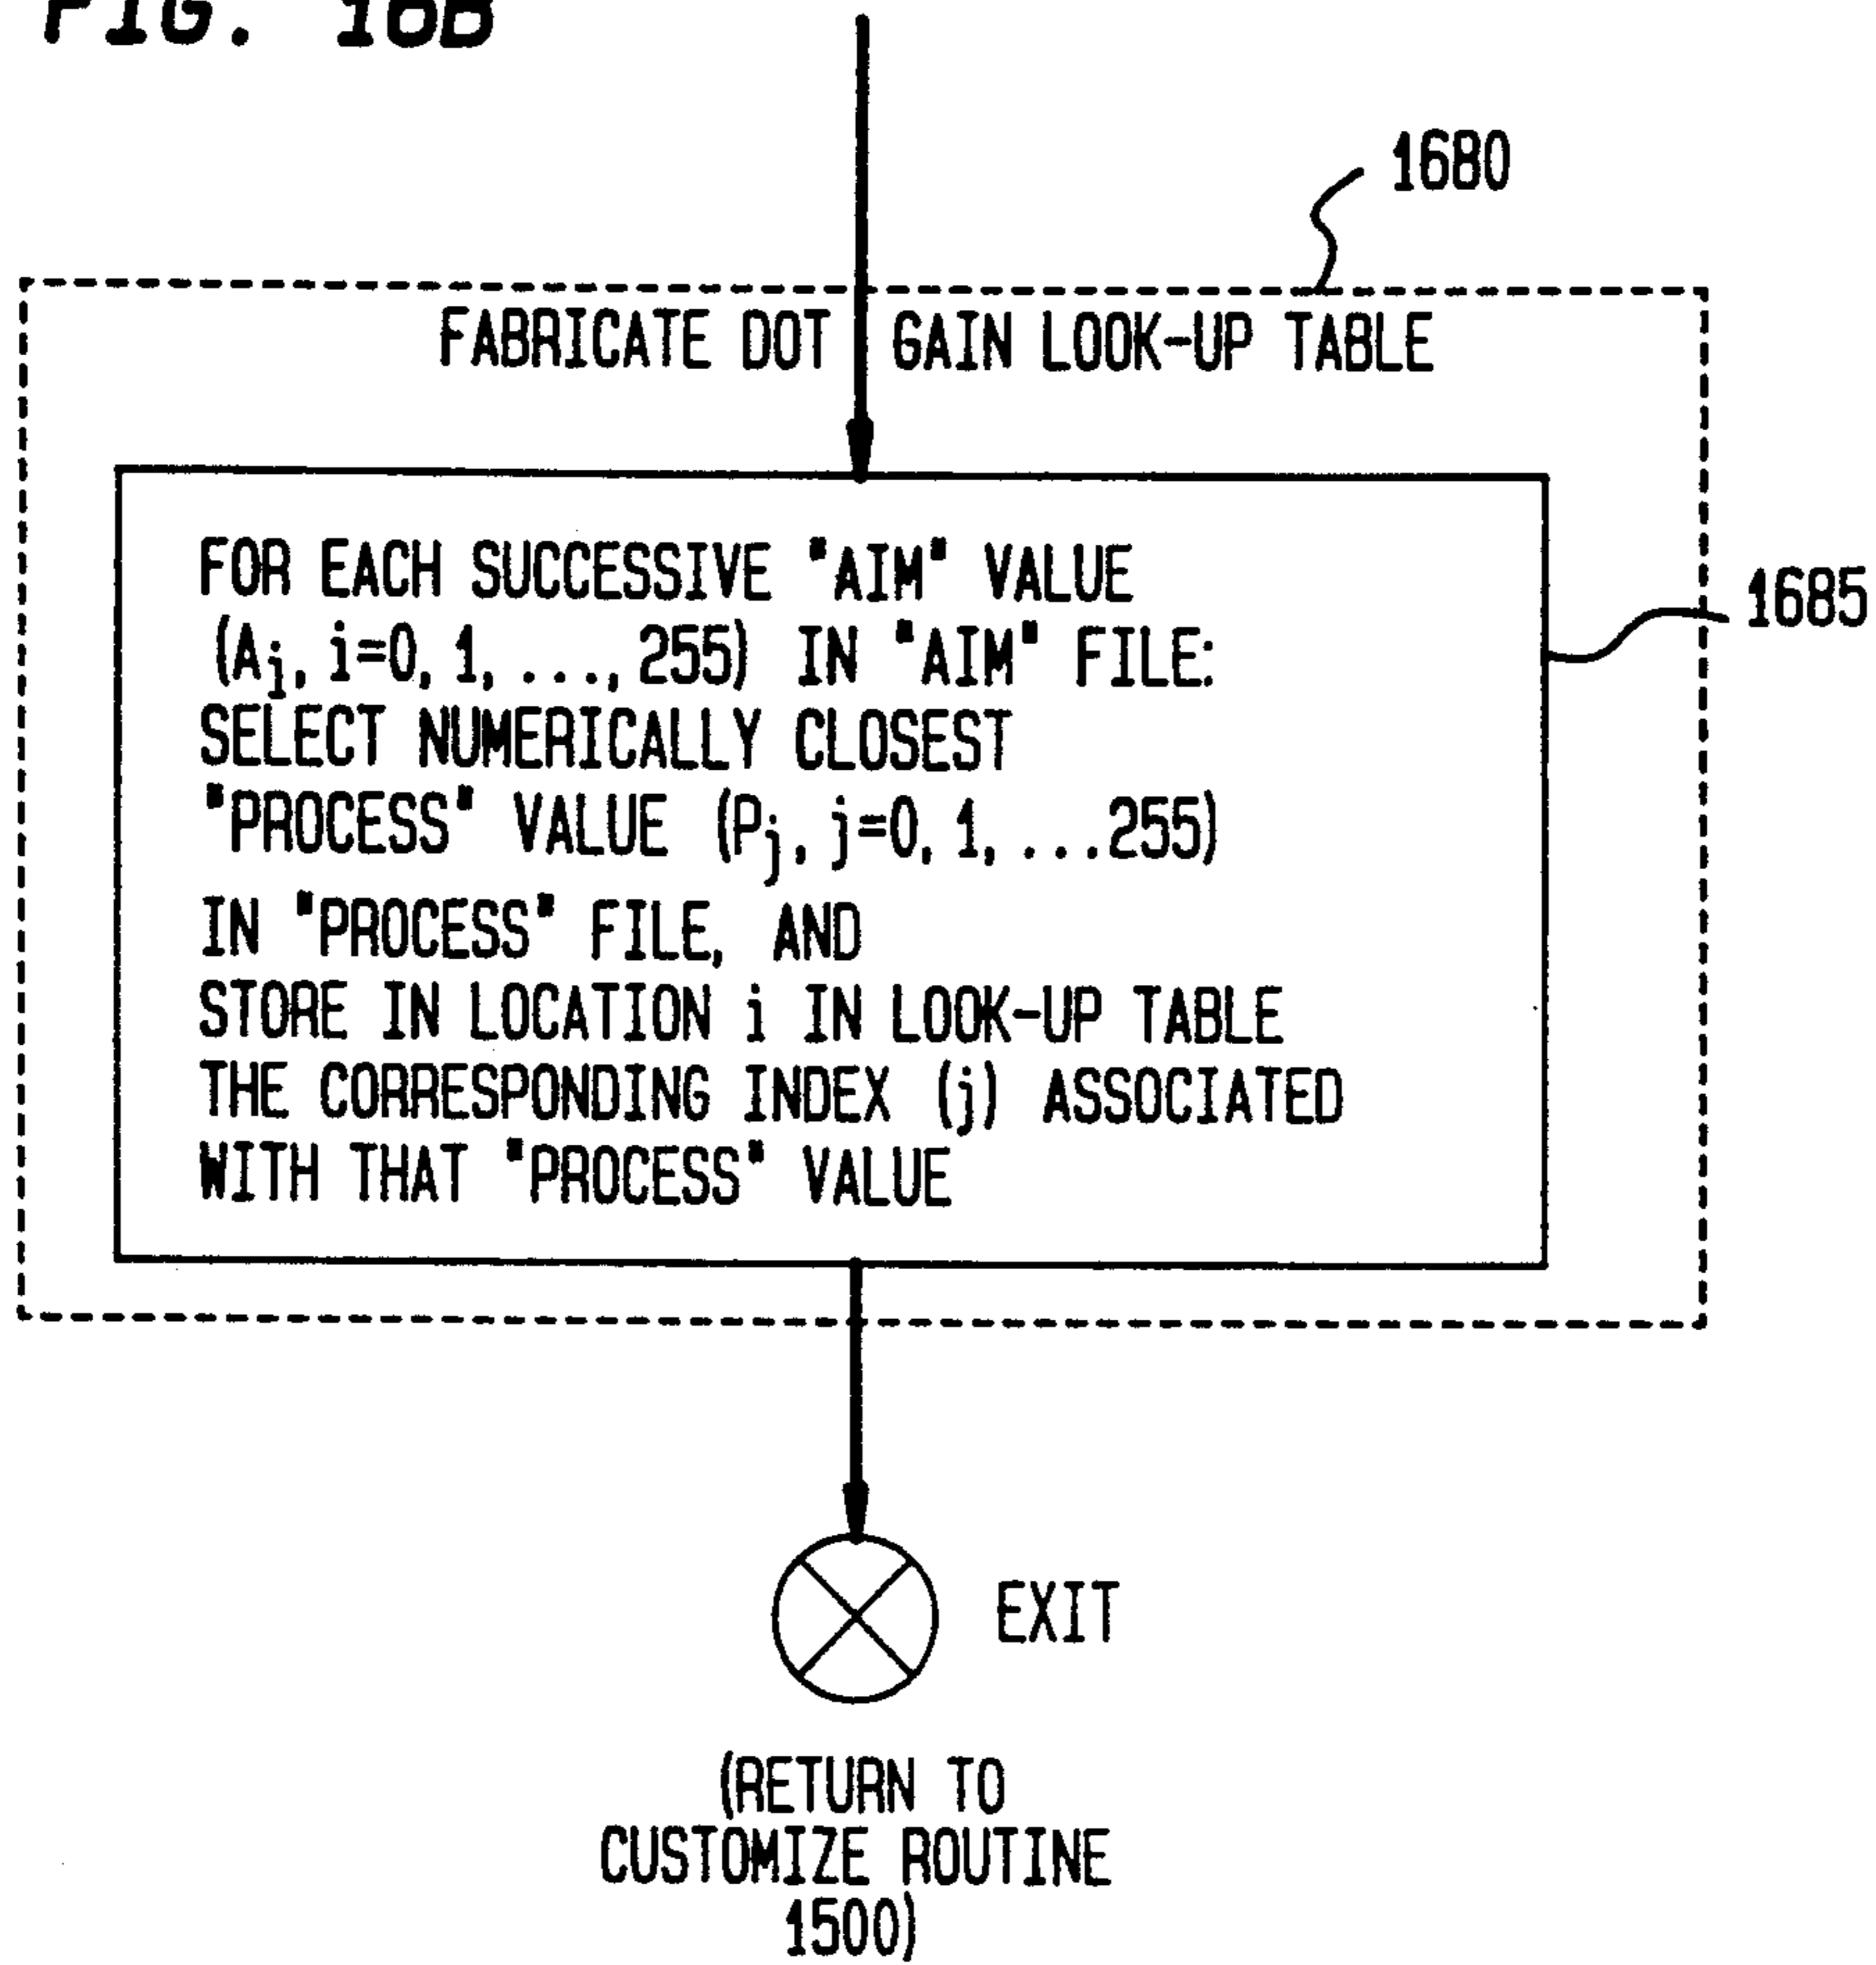 FIG. 16B
1680
FABRICATE DOT GAIN LOOK-UP TABLE
FOR EACH SUCCESSIVE "AIM" VALUE
(Ai, i=0, 1, ..., 255) IN "AIM" FILE:
SELECT NUMERICALLY CLOSEST
"PROCESS" VALUE (Pj, j=0, 1, ...255)
IN "PROCESS" FILE, AND
STORE IN LOCATION i IN LOOK-UP TABLE
THE CORRESPONDING INDEX (j) ASSOCIATED
WITH THAT "PROCESS" VALUE
1685
EXIT
(RETURN TO
CUSTOMIZE ROUTINE
1500)